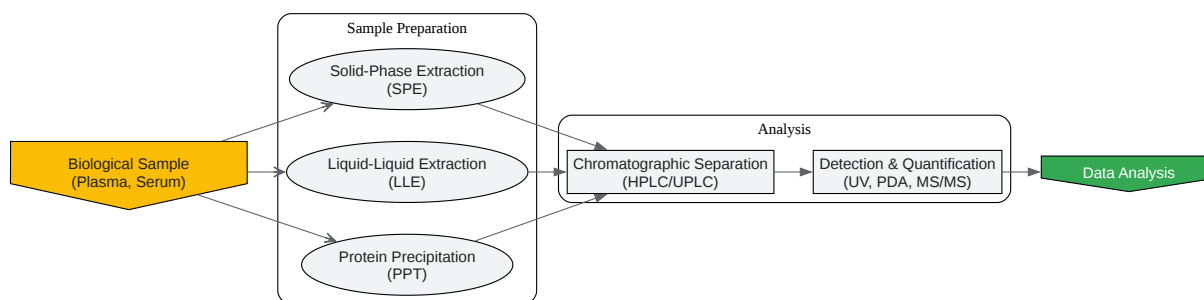 Sample Preparation
Solid-Phase Extraction
(SPE)
Biological Sample
(Plasma, Serum)
Liquid-Liquid Extraction
(LLE)
Protein Precipitation
(PPT)
Analysis
Chromatographic Separation
(HPLC/UPLC)
Detection & Quantification
(UV, PDA, MS/MS)
Data Analysis